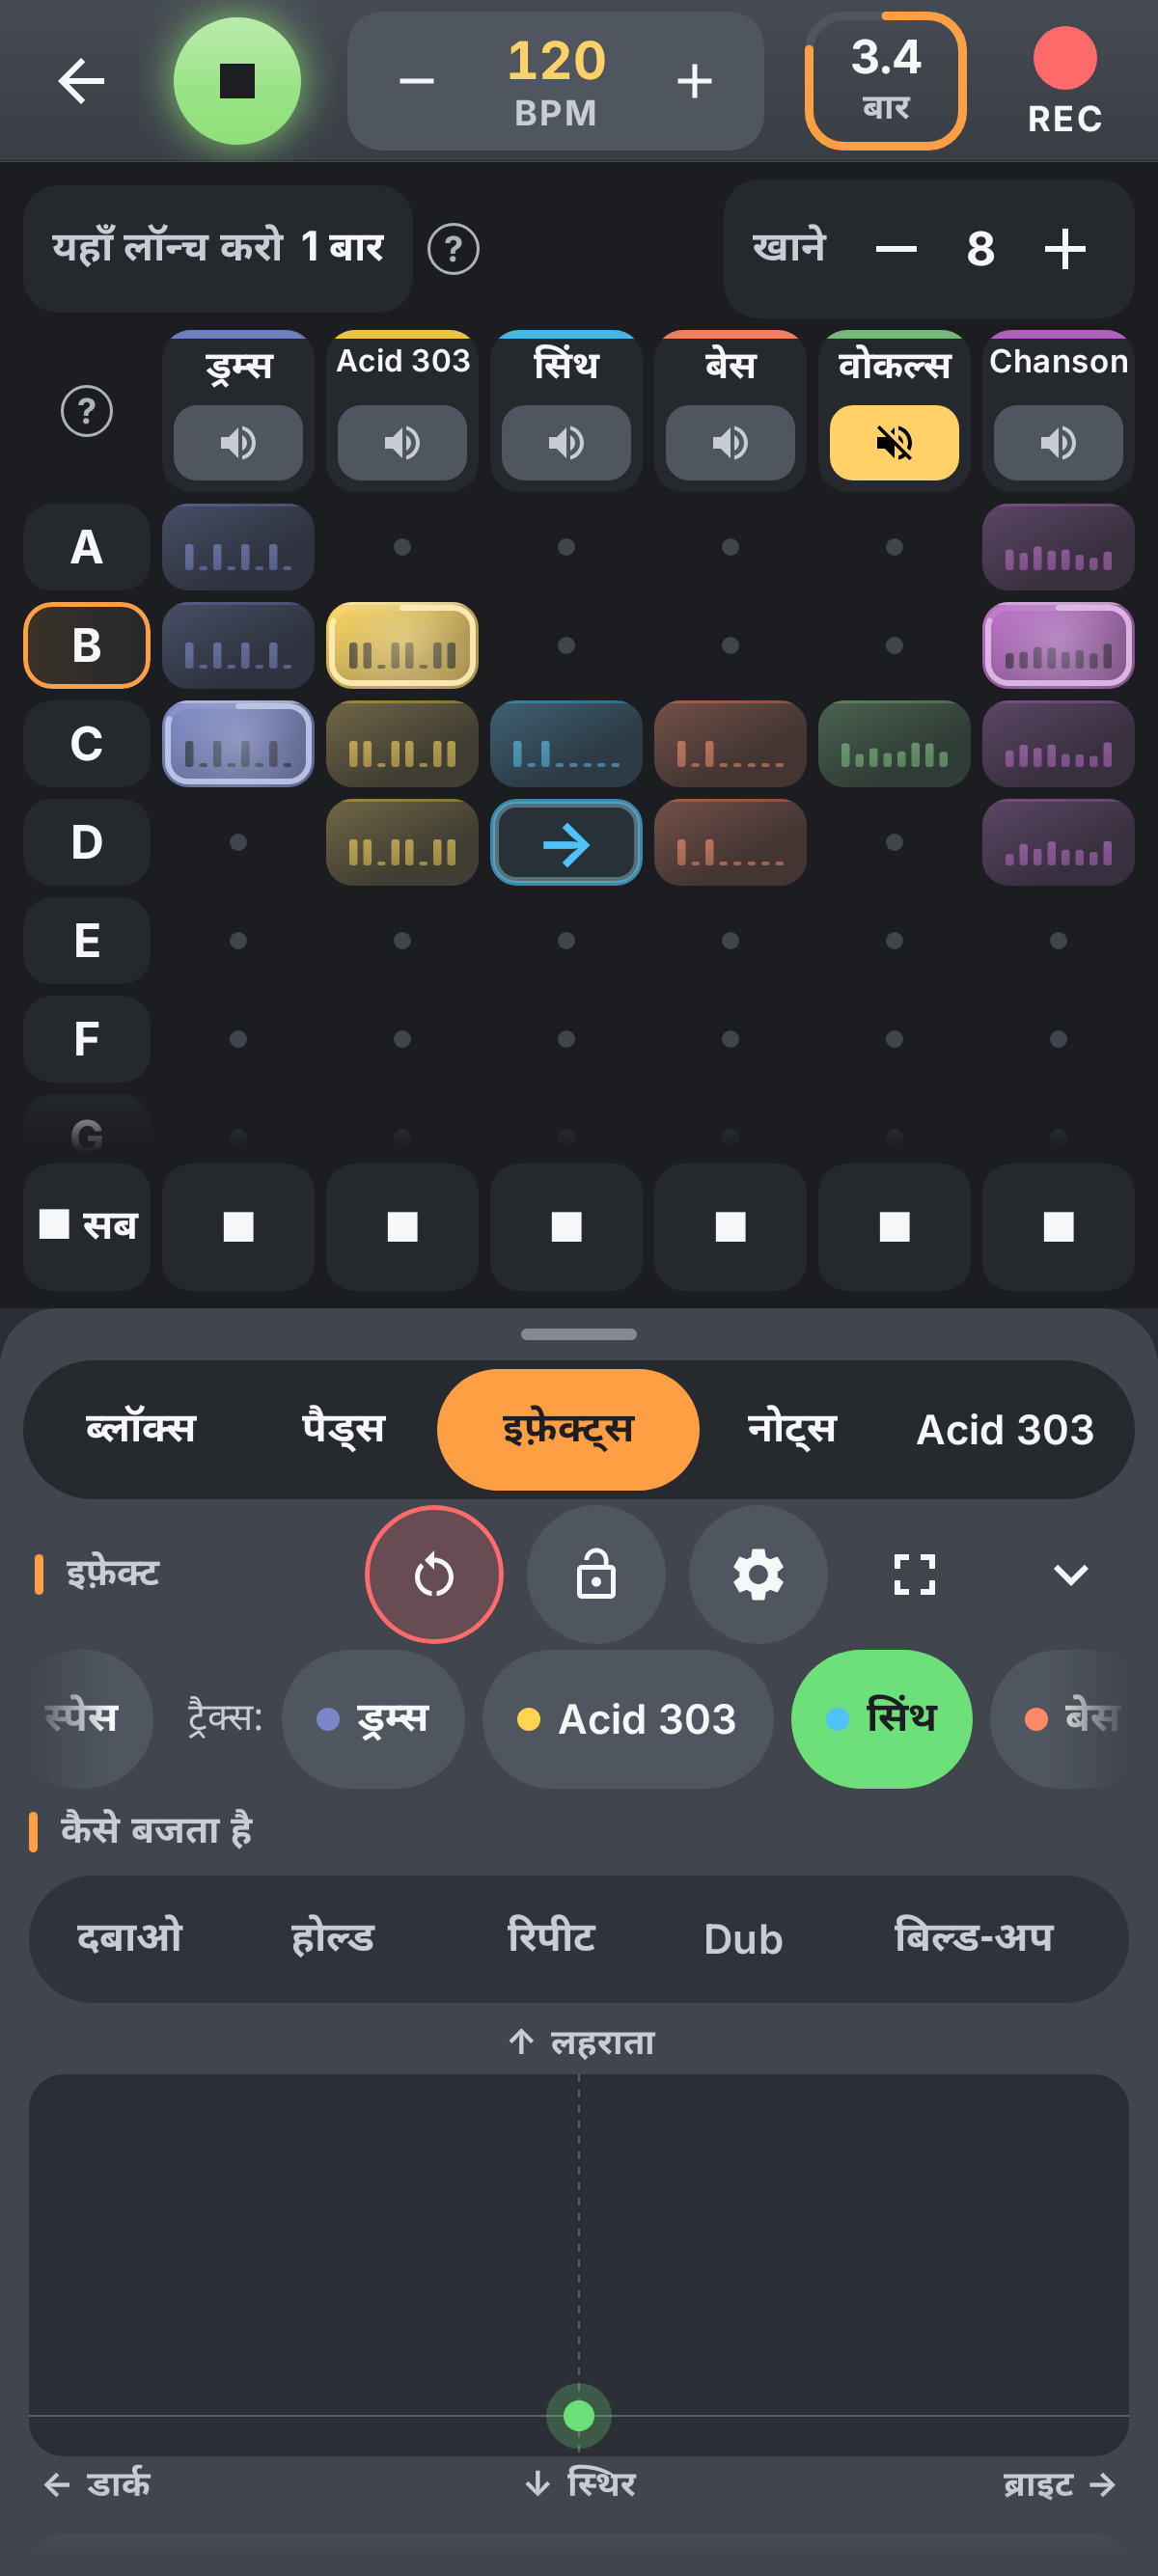 120
BPM
3.4
बार
REC
यहाँ लॉन्च करो 1 बार
?
खाने
8
?
ड्रम्स
Acid 303
सिंथ
बेस
वोकल्स
Chanson
A
B
C
D
E
F
G
सब
ब्लॉक्स
पैड्स
इफ़ेक्ट्स
नोट्स
Acid 303
इफ़ेक्ट
स्पेस
ट्रैक्स:
ड्रम्स
Acid 303
सिंथ
बेस
कैसे बजता है
दबाओ
होल्ड
रिपीट
Dub
बिल्ड-अप
↑ लहराता
← डार्क
↓ स्थिर
ब्राइट →